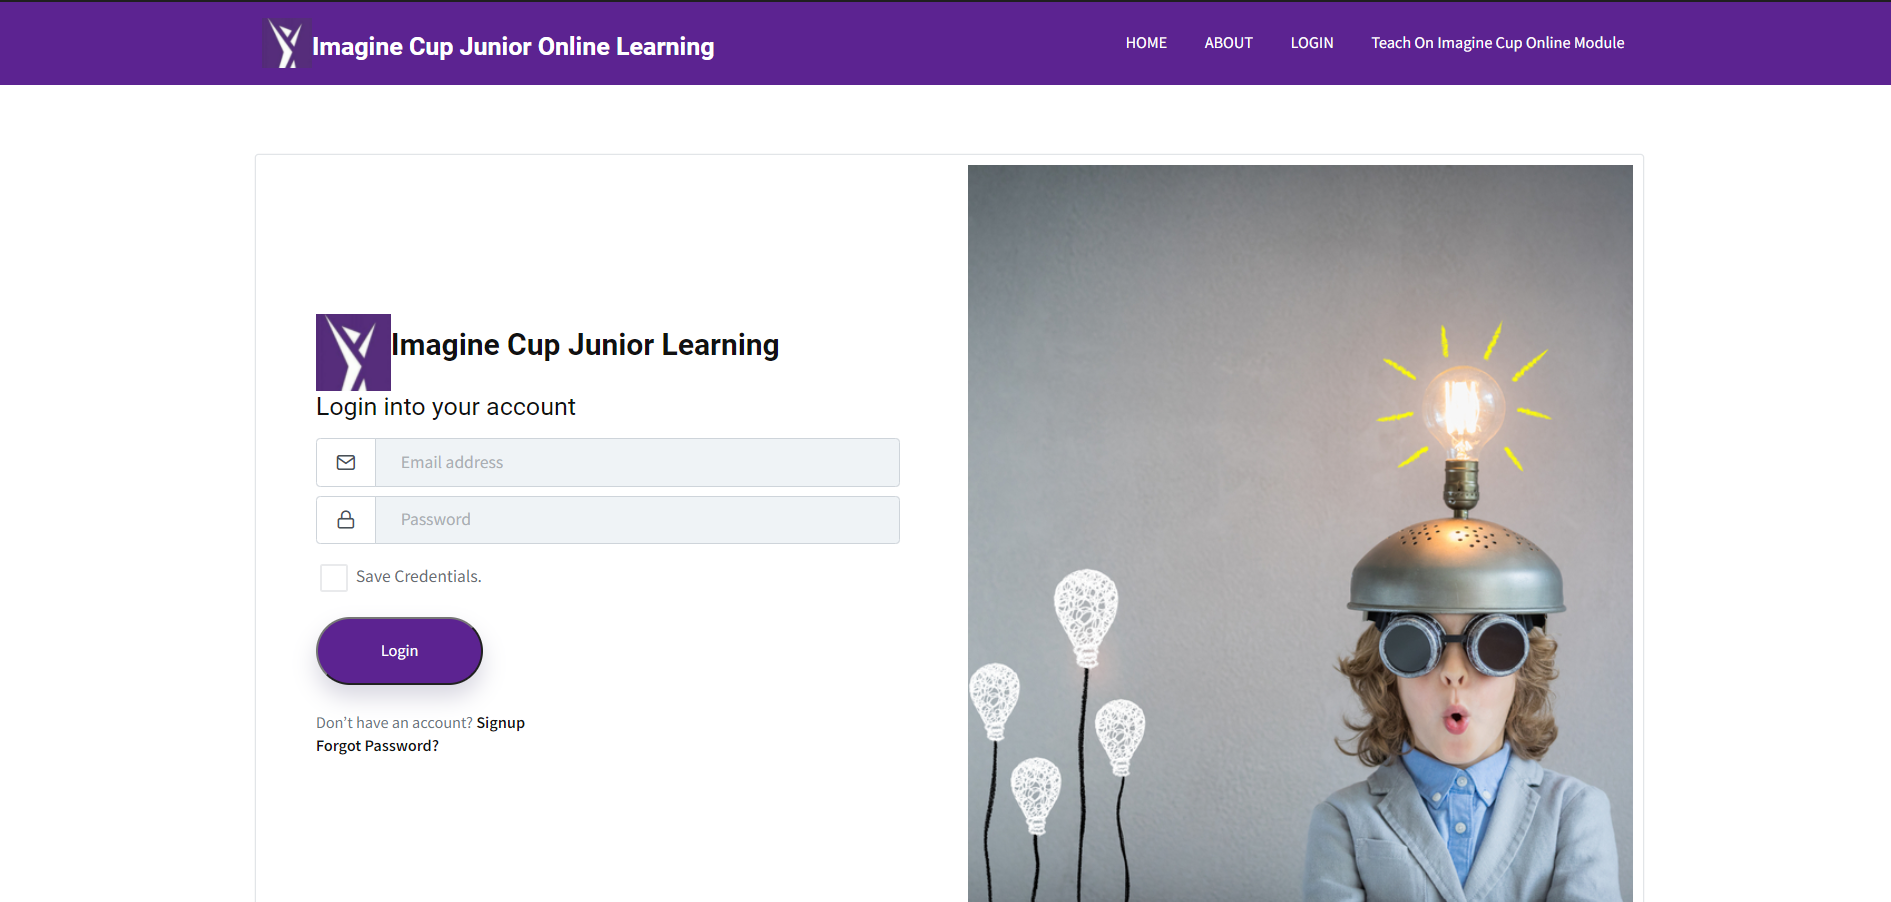 Imagine Cup Junior Online Learning
HOME ABOUT LOGIN Teach On Imagine Cup Online Module
Imagine Cup Junior Learning
Login into your account
Email address
Password
Save Credentials.
Login
Don’t have an account? Signup
Forgot Password?